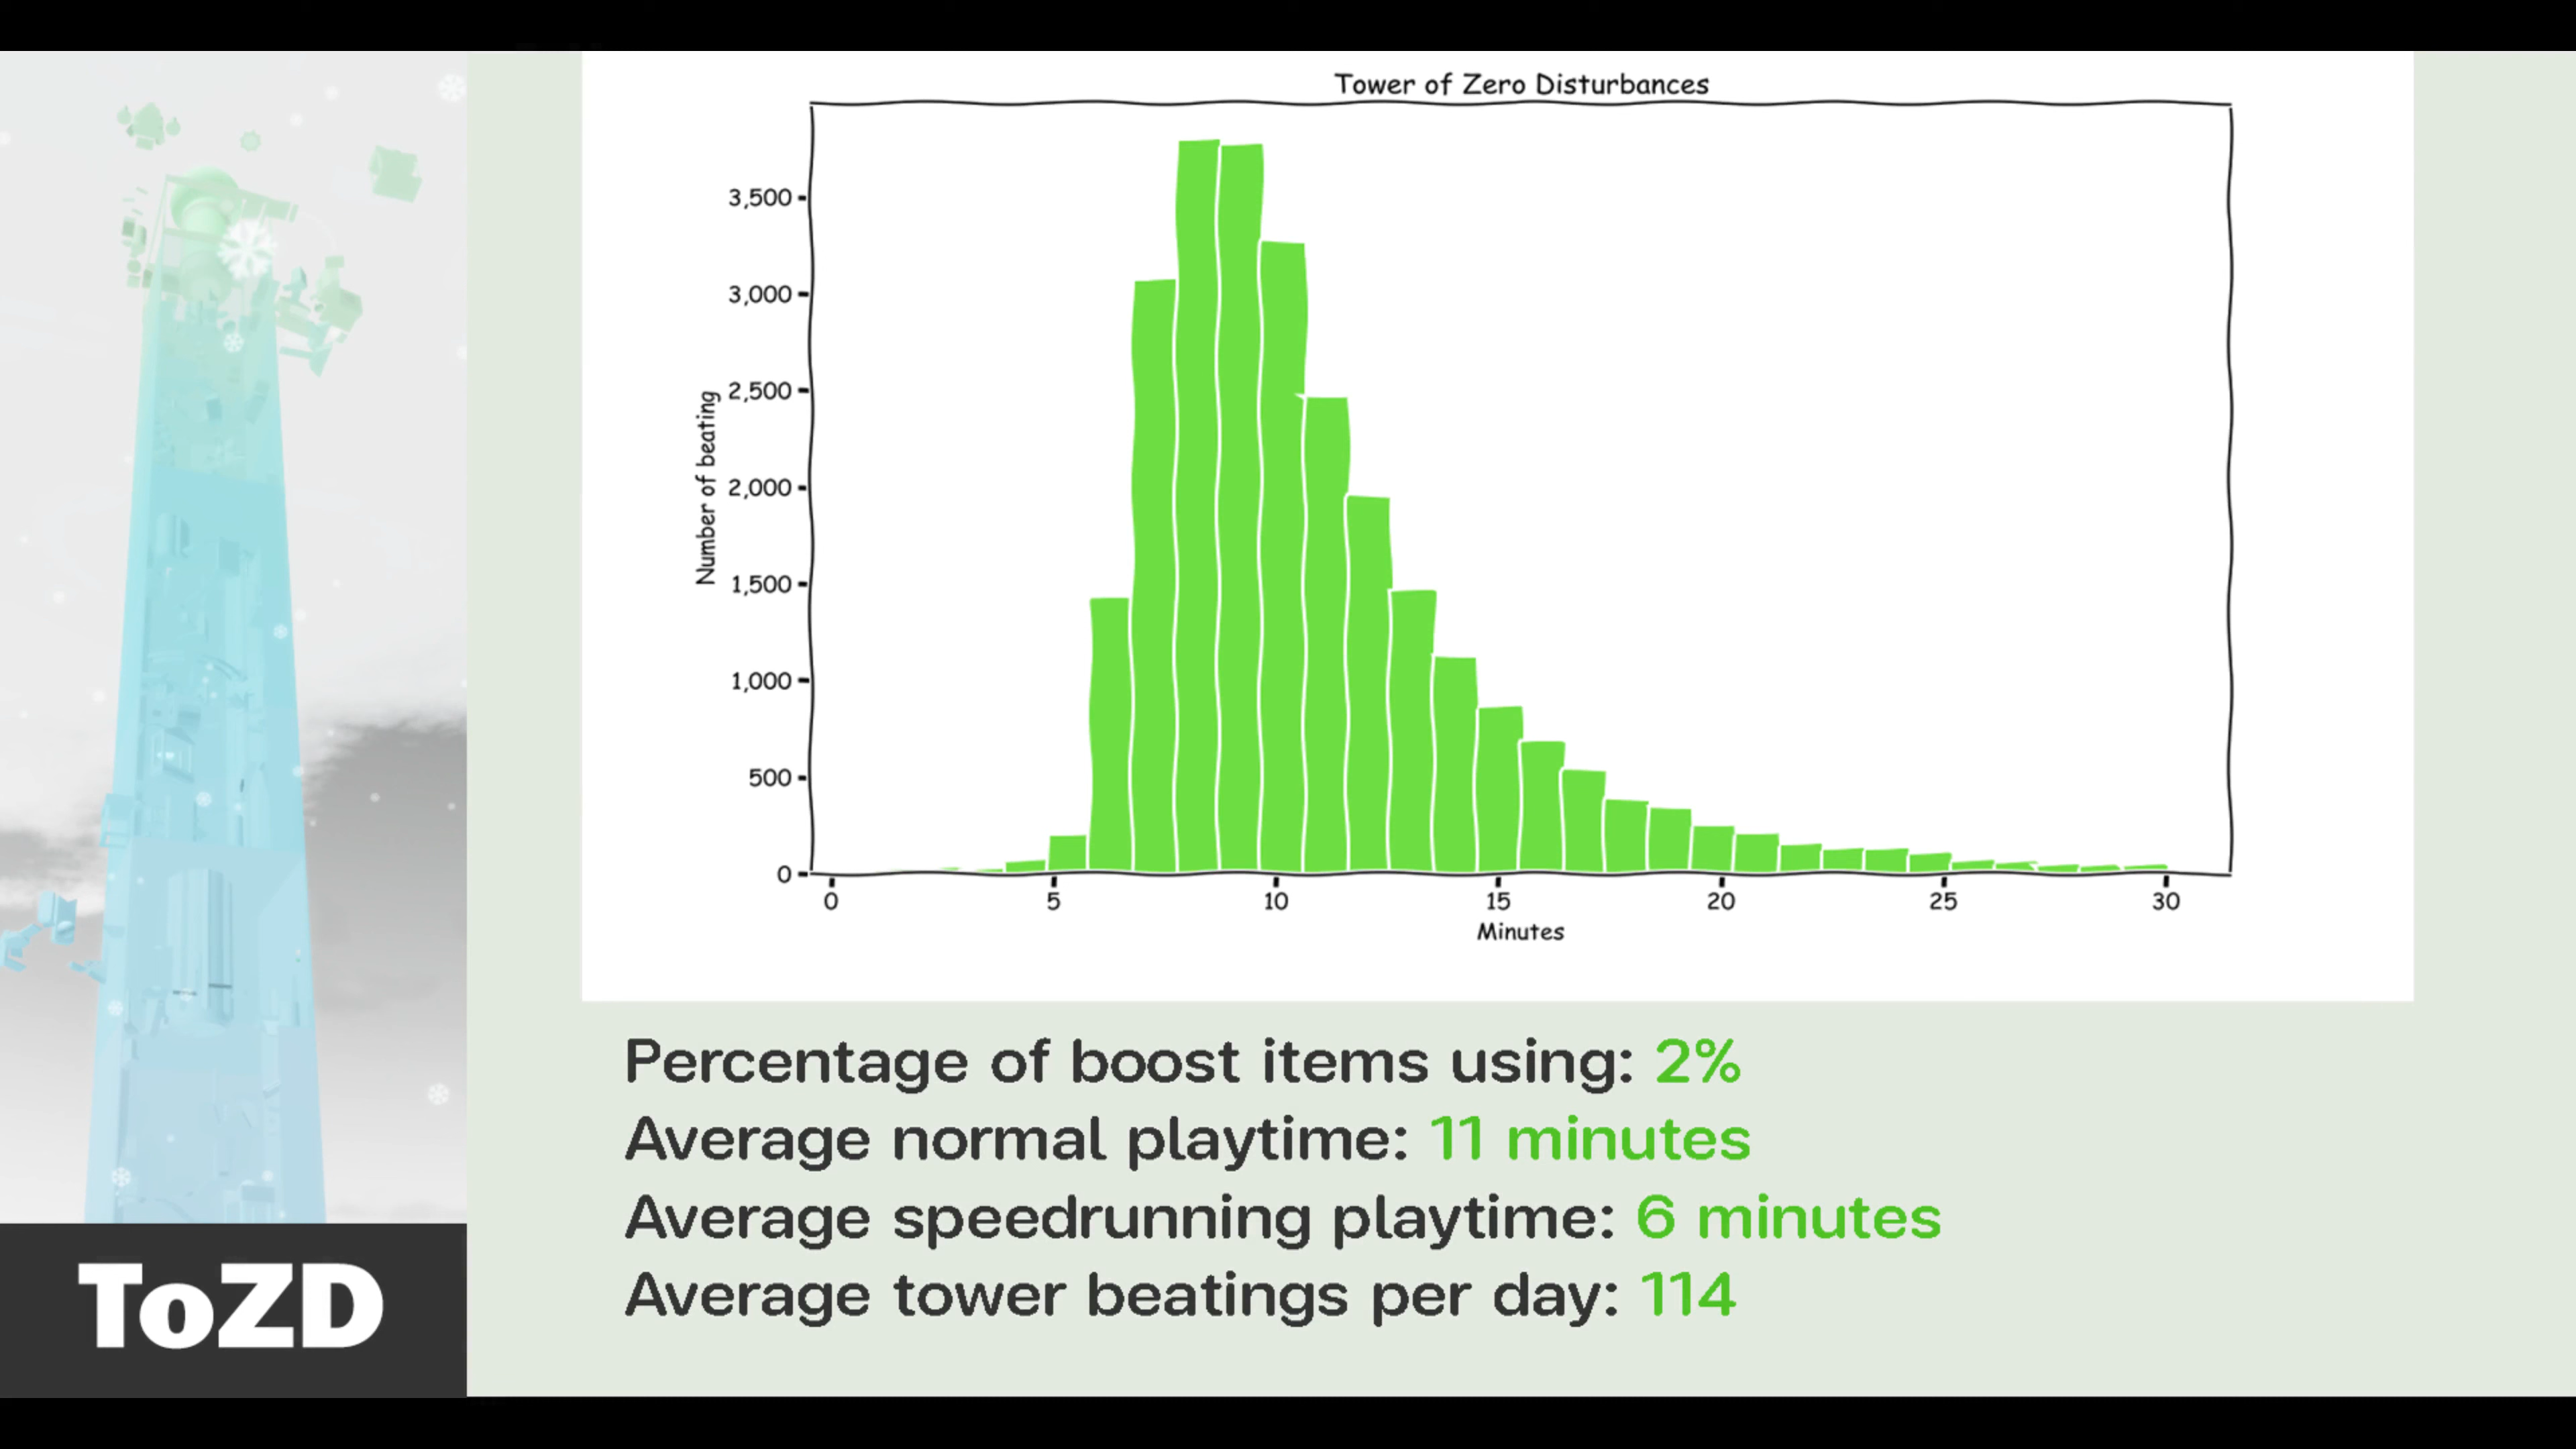 Tower of Zero Disturbances
3,500
3,000
2,500
2,000
1,500
1,000
500
0
Number of beating
0 5 10 15 20 25 30
Minutes
Percentage of boost items using: 2%
Average normal playtime: 11 minutes
Average speedrunning playtime: 6 minutes
Average tower beatings per day: 114
ToZD